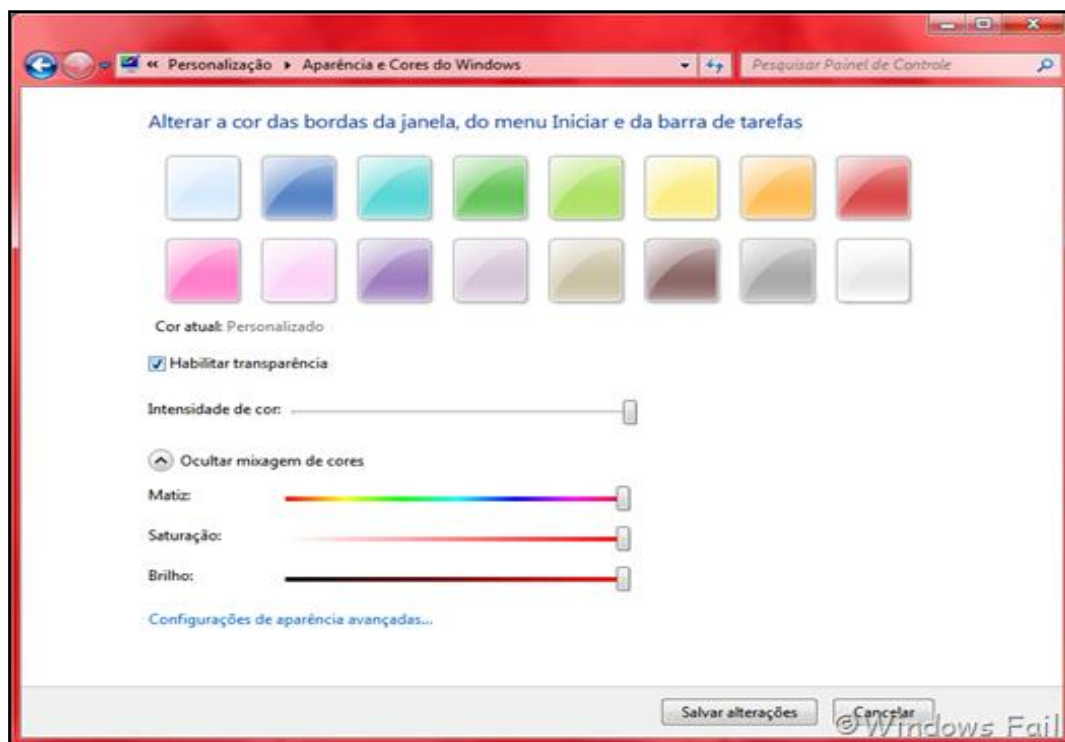 « Personalização ▸ Aparência e Cores do Windows Pesquisar Painel de Controle
Alterar a cor das bordas da janela, do menu Iniciar e da barra de tarefas
Cor atual: Personalizado
Habilitar transparência
Intensidade de cor:
Ocultar mixagem de cores
Matiz:
Saturação:
Brilho:
Configurações de aparência avançadas...
Salvar alterações Cancelar
©Windows Fail